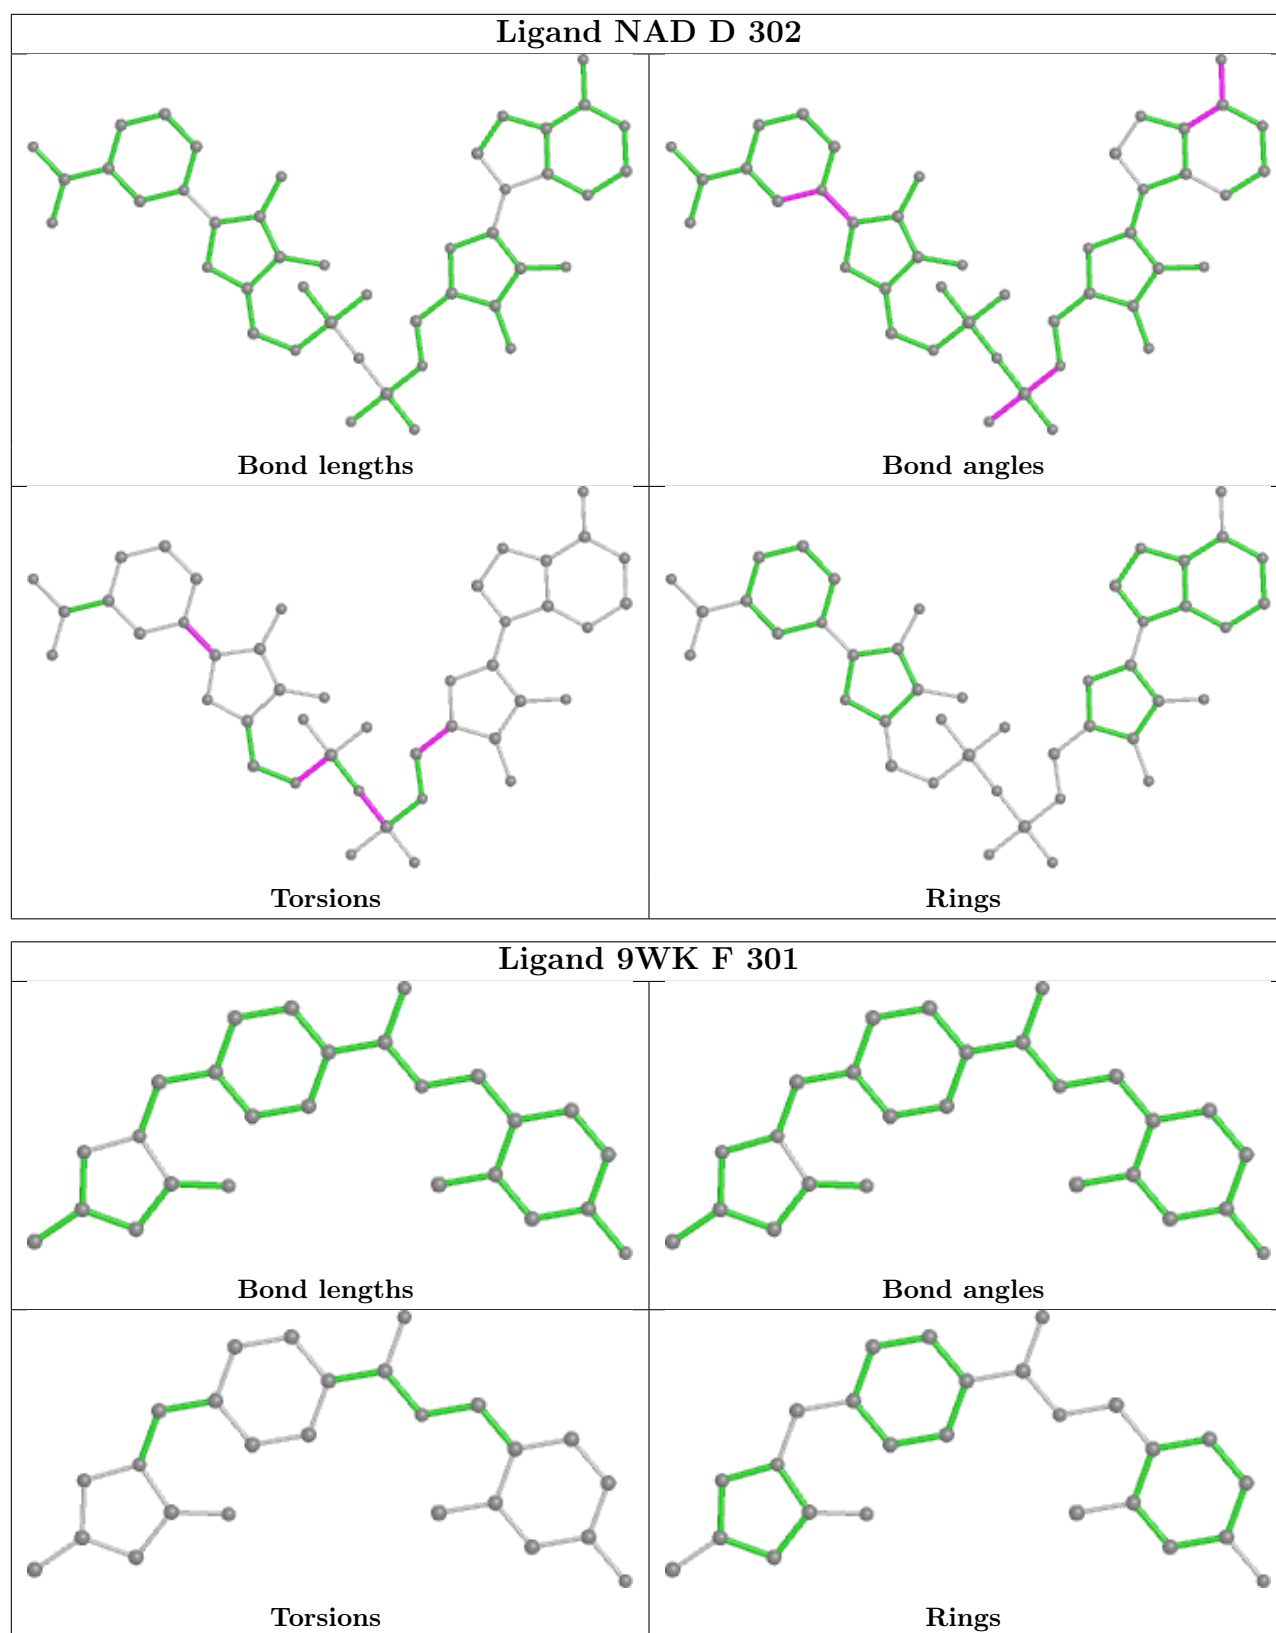 Ligand NAD D 302
Bond lengths
Bond angles
Torsions
Rings
Ligand 9WK F 301
Bond lengths
Bond angles
Torsions
Rings